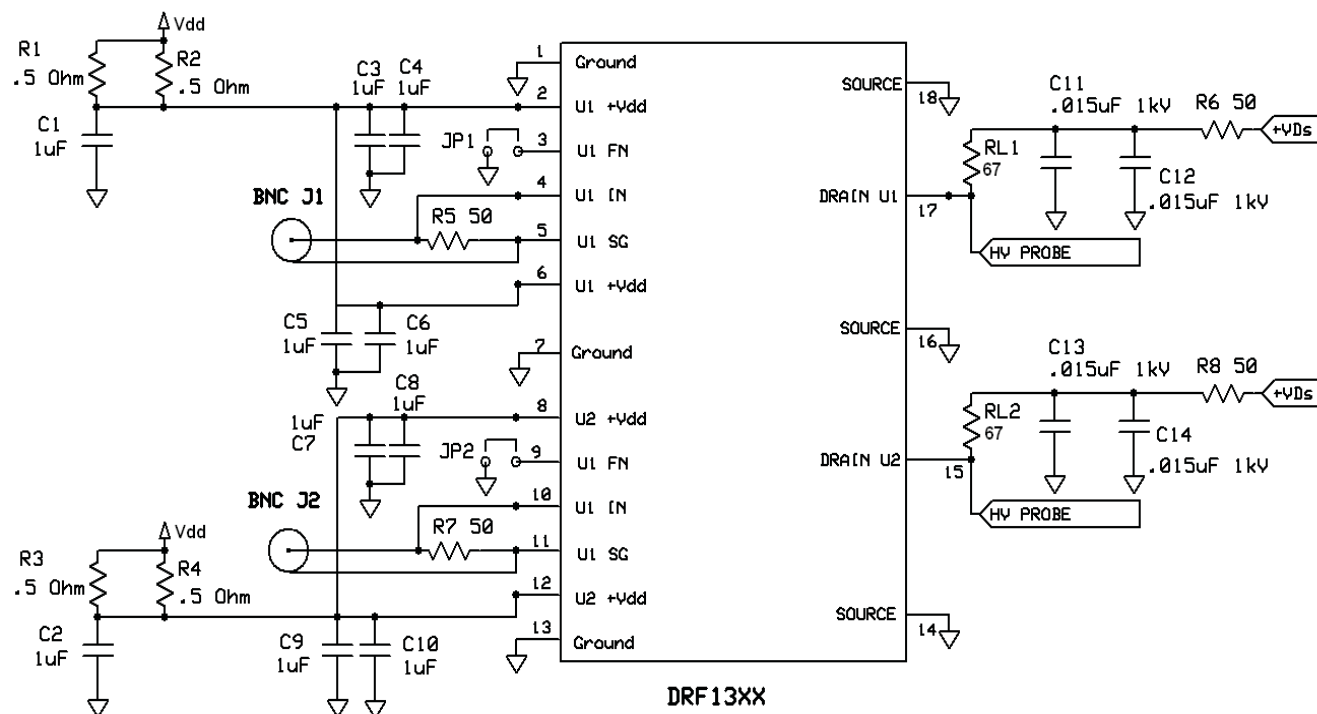 Vdd
R1
.5 Ohm
R2
.5 Ohm
C1
1uF
C3
1uF
C4
1uF
JP1
BNC J1
R5 50
C5
1uF
C6
1uF
C8
1uF
1uF
C7
JP2
BNC J2
R7 50
Vdd
R3
.5 Ohm
R4
.5 Ohm
C2
1uF
C9
1uF
C10
1uF
1 Ground
2 U1 +Vdd
3 U1 FN
4 U1 IN
5 U1 SG
6 U1 +Vdd
7 Ground
8 U2 +Vdd
9 U1 FN
10 U1 IN
11 U1 SG
12 U2 +Vdd
13 Ground
SOURCE 18
DRAIN U1 17
SOURCE 16
DRAIN U2 15
SOURCE 14
C11
.015uF 1kV
R6 50
+VDs
RL1
67
C12
.015uF 1kV
HV PROBE
C13
.015uF 1kV
R8 50
+VDs
RL2
67
C14
.015uF 1kV
HV PROBE
DRF13XX